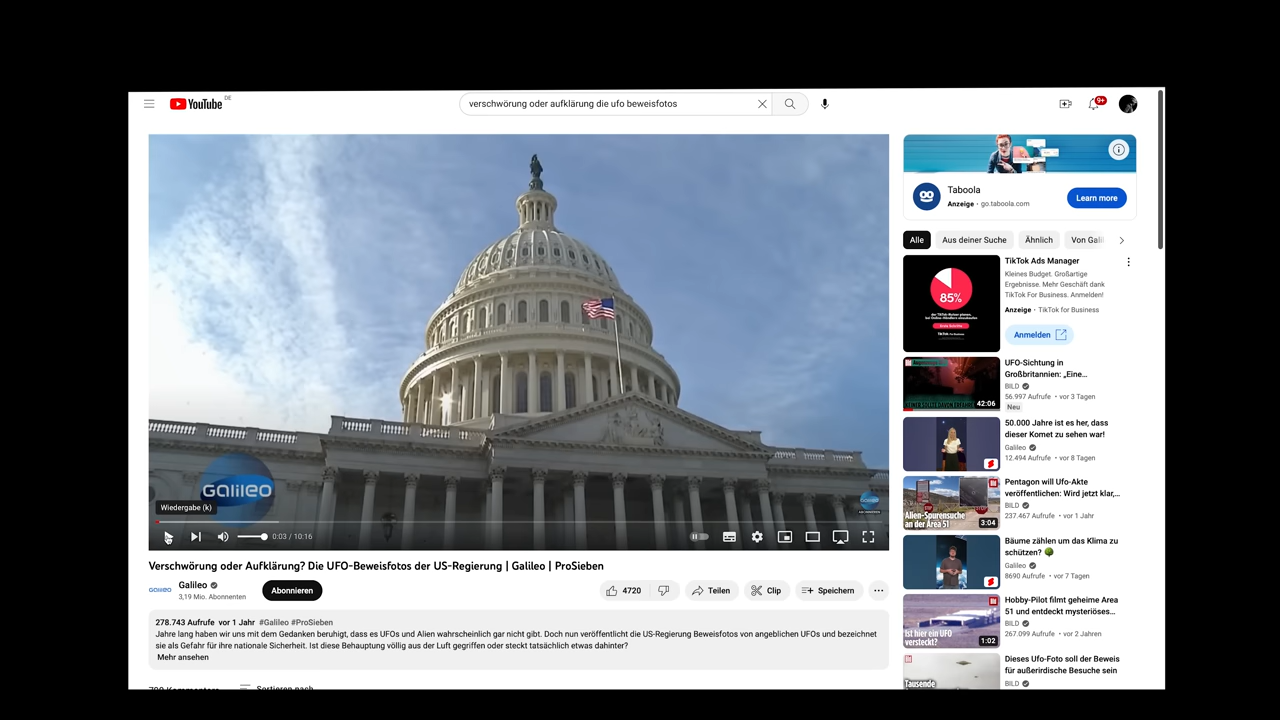 YouTube DE
verschwörung oder aufklärung die ufo beweisfotos
9+
Galileo
Wiedergabe (k)
0:03 / 10:16
Verschwörung oder Aufklärung? Die UFO-Beweisfotos der US-Regierung | Galileo | ProSieben
GALILEO
Galileo
3,19 Mio. Abonnenten
Abonnieren
4720
Teilen
Clip
Speichern
278.743 Aufrufe vor 1 Jahr #Galileo #ProSieben
Jahre lang haben wir uns mit dem Gedanken beruhigt, dass es UFOs und Alien wahrscheinlich gar nicht gibt. Doch nun veröffentlicht die US-Regierung Beweisfotos von angeblichen UFOs und bezeichnet
sie als Gefahr für ihre nationale Sicherheit. Ist diese Behauptung völlig aus der Luft gegriffen oder steckt tatsächlich etwas dahinter?
Mehr ansehen
Kommentare
Sortieren nach
Taboola
Anzeige · go.taboola.com
Learn more
Alle
Aus deiner Suche
Ähnlich
Von Gali
85%
TikTok Ads Manager
Kleines Budget. Großartige
Ergebnisse. Mehr Geschäft dank
TikTok For Business. Anmelden!
Anzeige · TikTok for Business
Anmelden
42:06
UFO-Sichtung in
Großbritannien: „Eine...
BILD
56.997 Aufrufe · vor 3 Tagen
Neu
50.000 Jahre ist es her, dass
dieser Komet zu sehen war!
Galileo
12.494 Aufrufe · vor 8 Tagen
Alien-Spurensuche
an der Area 51
3:04
Pentagon will Ufo-Akte
veröffentlichen: Wird jetzt klar,...
BILD
237.467 Aufrufe · vor 1 Jahr
Bäume zählen um das Klima zu
schützen?
Galileo
8690 Aufrufe · vor 7 Tagen
Ist hier ein UFO
versteckt?
1:02
Hobby-Pilot filmt geheime Area
51 und entdeckt mysteriöses...
BILD
267.099 Aufrufe · vor 2 Jahren
Tausende
Dieses Ufo-Foto soll der Beweis
für außerirdische Besuche sein
BILD